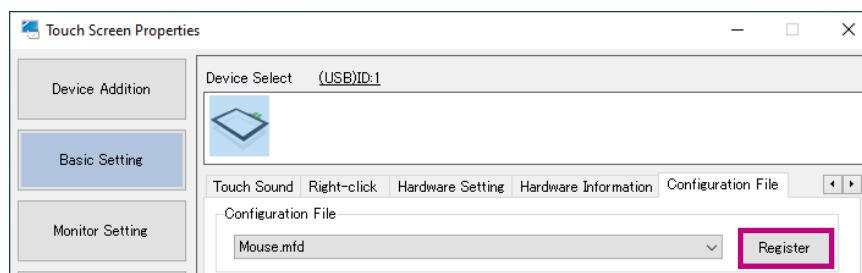 Touch Screen Properties
Device Addition
Basic Setting
Monitor Setting
Device Select (USB)ID:1
Touch Sound Right-click Hardware Setting Hardware Information Configuration File
Configuration File
Mouse.mfd
Register